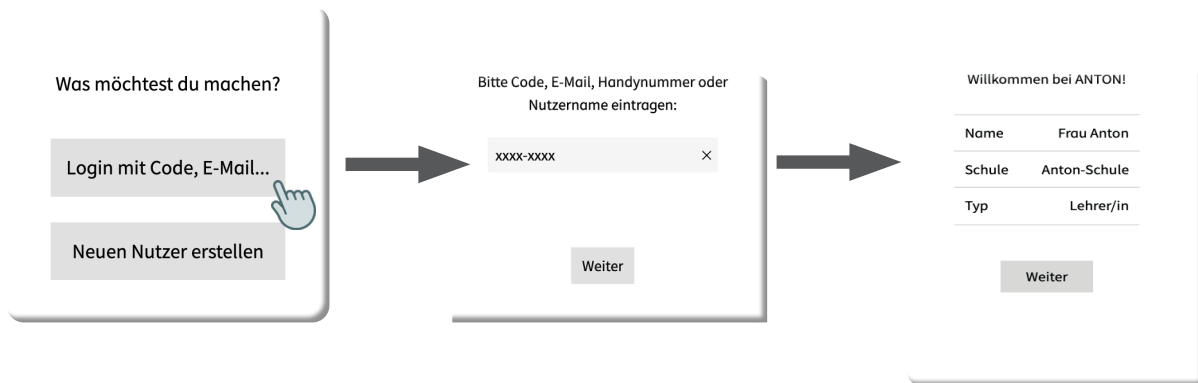 Was möchtest du machen?
Login mit Code, E-Mail...
Neuen Nutzer erstellen
Bitte Code, E-Mail, Handynummer oder
Nutzername eintragen:
xxxx-xxxx ×
Weiter
Willkommen bei ANTON!
Name Frau Anton
Schule Anton-Schule
Typ Lehrer/in
Weiter